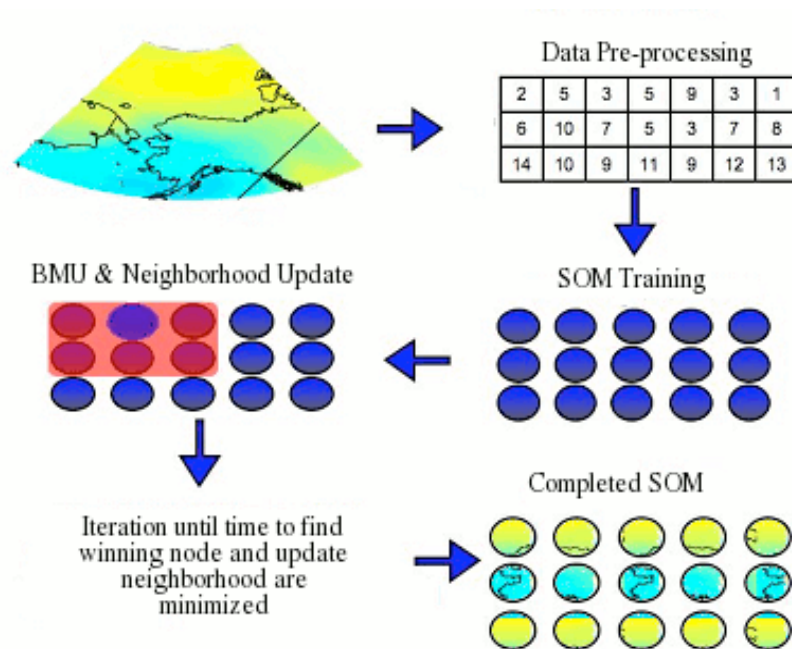 Data Pre-processing
2 5 3 5 9 3 1
6 10 7 5 3 7 8
14 10 9 11 9 12 13
BMU & Neighborhood Update
SOM Training
Completed SOM
Iteration until time to find
winning node and update
neighborhood are
minimized